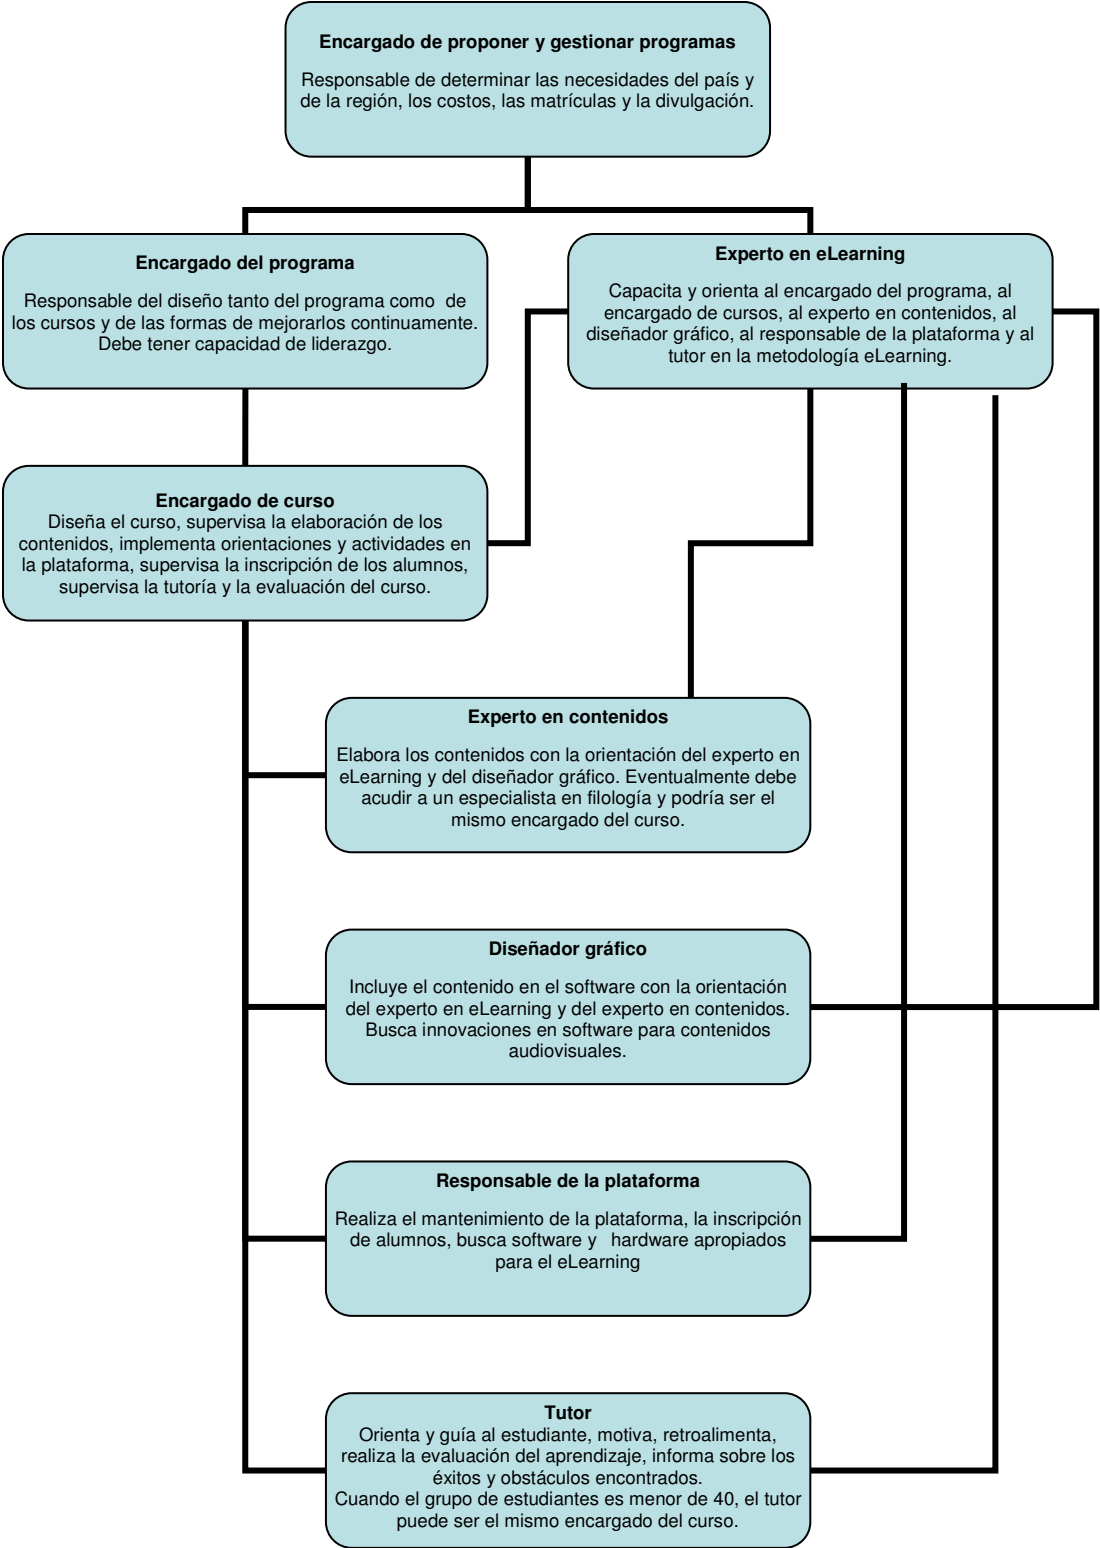 Encargado de proponer y gestionar programas
Responsable de determinar las necesidades del país y
de la región, los costos, las matrículas y la divulgación.
Encargado del programa
Responsable del diseño tanto del programa como  de
los cursos y de las formas de mejorarlos continuamente.
Debe tener capacidad de liderazgo.
Experto en eLearning
Capacita y orienta al encargado del programa, al
encargado de cursos, al experto en contenidos, al
diseñador gráfico, al responsable de la plataforma y al
tutor en la metodología eLearning.
Encargado de curso
Diseña el curso, supervisa la elaboración de los
contenidos, implementa orientaciones y actividades en
la plataforma, supervisa la inscripción de los alumnos,
supervisa la tutoría y la evaluación del curso.
Experto en contenidos
Elabora los contenidos con la orientación del experto en
eLearning y del diseñador gráfico. Eventualmente debe
acudir a un especialista en filología y podría ser el
mismo encargado del curso.
Diseñador gráfico
Incluye el contenido en el software con la orientación
del experto en eLearning y del experto en contenidos.
Busca innovaciones en software para contenidos
audiovisuales.
Responsable de la plataforma
Realiza el mantenimiento de la plataforma, la inscripción
de alumnos, busca software y   hardware apropiados
para el eLearning
Tutor
Orienta y guía al estudiante, motiva, retroalimenta,
realiza la evaluación del aprendizaje, informa sobre los
éxitos y obstáculos encontrados.
Cuando el grupo de estudiantes es menor de 40, el tutor
puede ser el mismo encargado del curso.